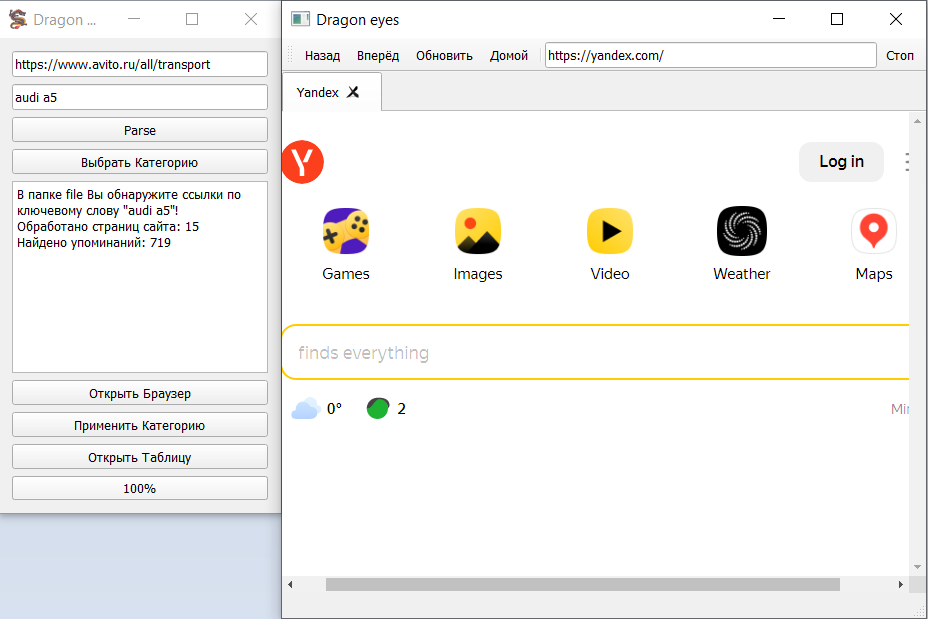 Dragon ...
https://www.avito.ru/all/transport
audi a5
Parse
Выбрать Категорию
В папке file Вы обнаружите ссылки по
ключевому слову "audi a5"!
Обработано страниц сайта: 15
Найдено упоминаний: 719
Открыть Браузер
Применить Категорию
Открыть Таблицу
100%
Dragon eyes
Назад Вперёд Обновить Домой https://yandex.com/ Стоп
Yandex
Y
Log in
Games Images Video Weather Maps
finds everything
0° 2